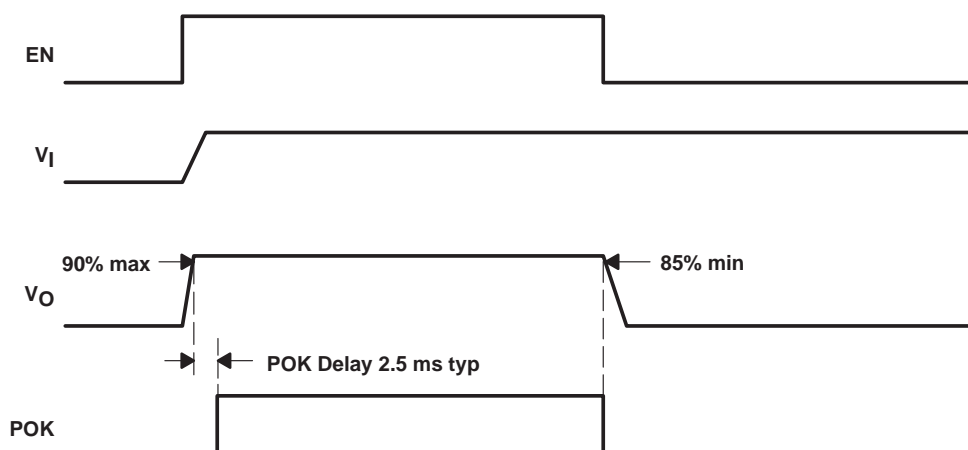 EN
VI
90% max
85% min
VO
POK Delay 2.5 ms typ
POK